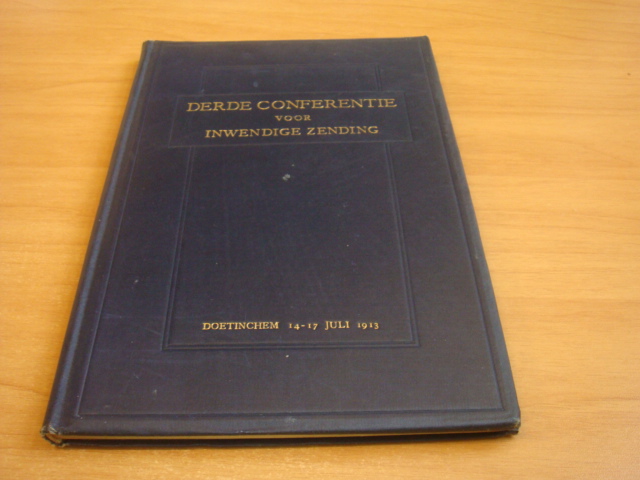 DERDE CONFERENTIE
VOOR
INWENDIGE ZENDING
DOETINCHEM 14-17 JULI 1913